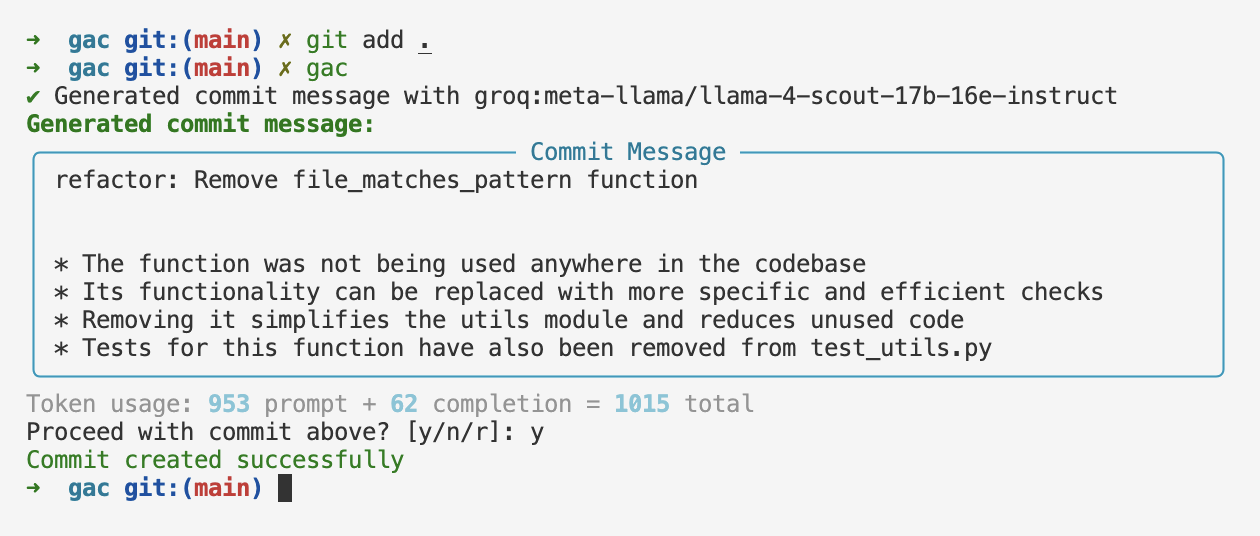 ➜  gac git:(main) ✗ git add .
➜  gac git:(main) ✗ gac
✔ Generated commit message with groq:meta-llama/llama-4-scout-17b-16e-instruct
Generated commit message:
Commit Message
refactor: Remove file_matches_pattern function
* The function was not being used anywhere in the codebase
* Its functionality can be replaced with more specific and efficient checks
* Removing it simplifies the utils module and reduces unused code
* Tests for this function have also been removed from test_utils.py
Token usage: 953 prompt + 62 completion = 1015 total
Proceed with commit above? [y/n/r]: y
Commit created successfully
➜  gac git:(main)